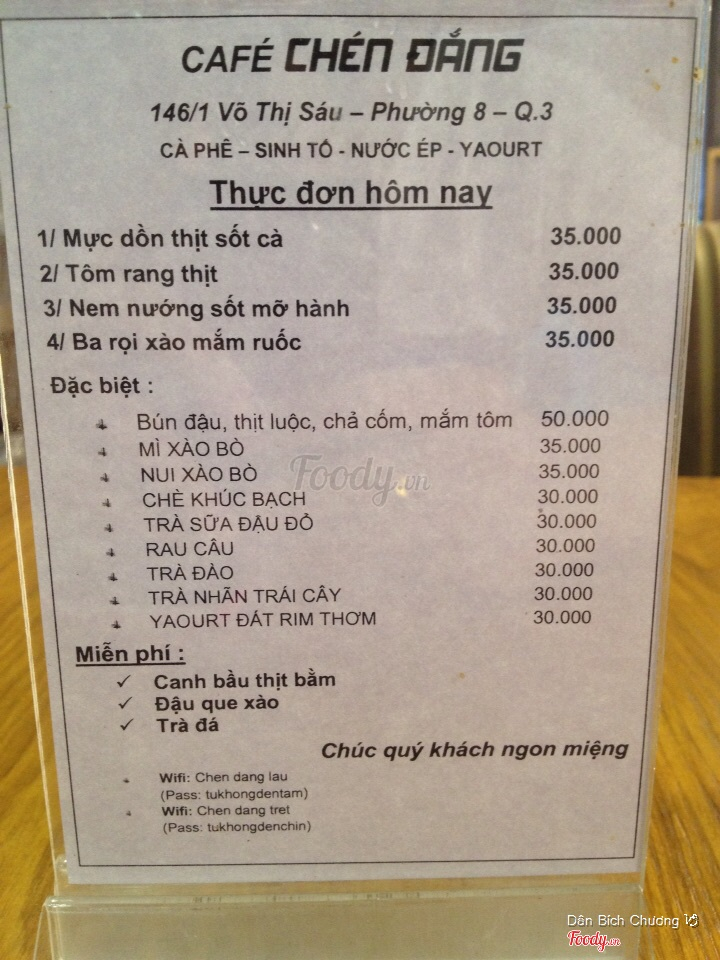 CAFÉ CHÉN ĐẮNG
146/1 Võ Thị Sáu – Phường 8 – Q.3
CÀ PHÊ – SINH TỐ - NƯỚC ÉP - YAOURT
Thực đơn hôm nay
1/ Mực dồn thịt sốt cà 35.000
2/ Tôm rang thịt 35.000
3/ Nem nướng sốt mỡ hành 35.000
4/ Ba rọi xào mắm ruốc 35.000
Đặc biệt :
Bún đậu, thịt luộc, chả cốm, mắm tôm 50.000
MÌ XÀO BÒ 35.000
NUI XÀO BÒ 35.000
Foody.vn
CHÈ KHÚC BẠCH 30.000
TRÀ SỮA ĐẬU ĐỎ 30.000
RAU CÂU 30.000
TRÀ ĐÀO 30.000
TRÀ NHÃN TRÁI CÂY 30.000
YAOURT ĐÁT RIM THƠM 30.000
Miễn phí :
✓ Canh bầu thịt bằm
✓ Đậu que xào
✓ Trà đá
Chúc quý khách ngon miệng
Wifi: Chen dang lau
(Pass: tukhongdentam)
Wifi: Chen dang tret
(Pass: tukhongdenchin)
Dân Bích Chương
Foody.vn